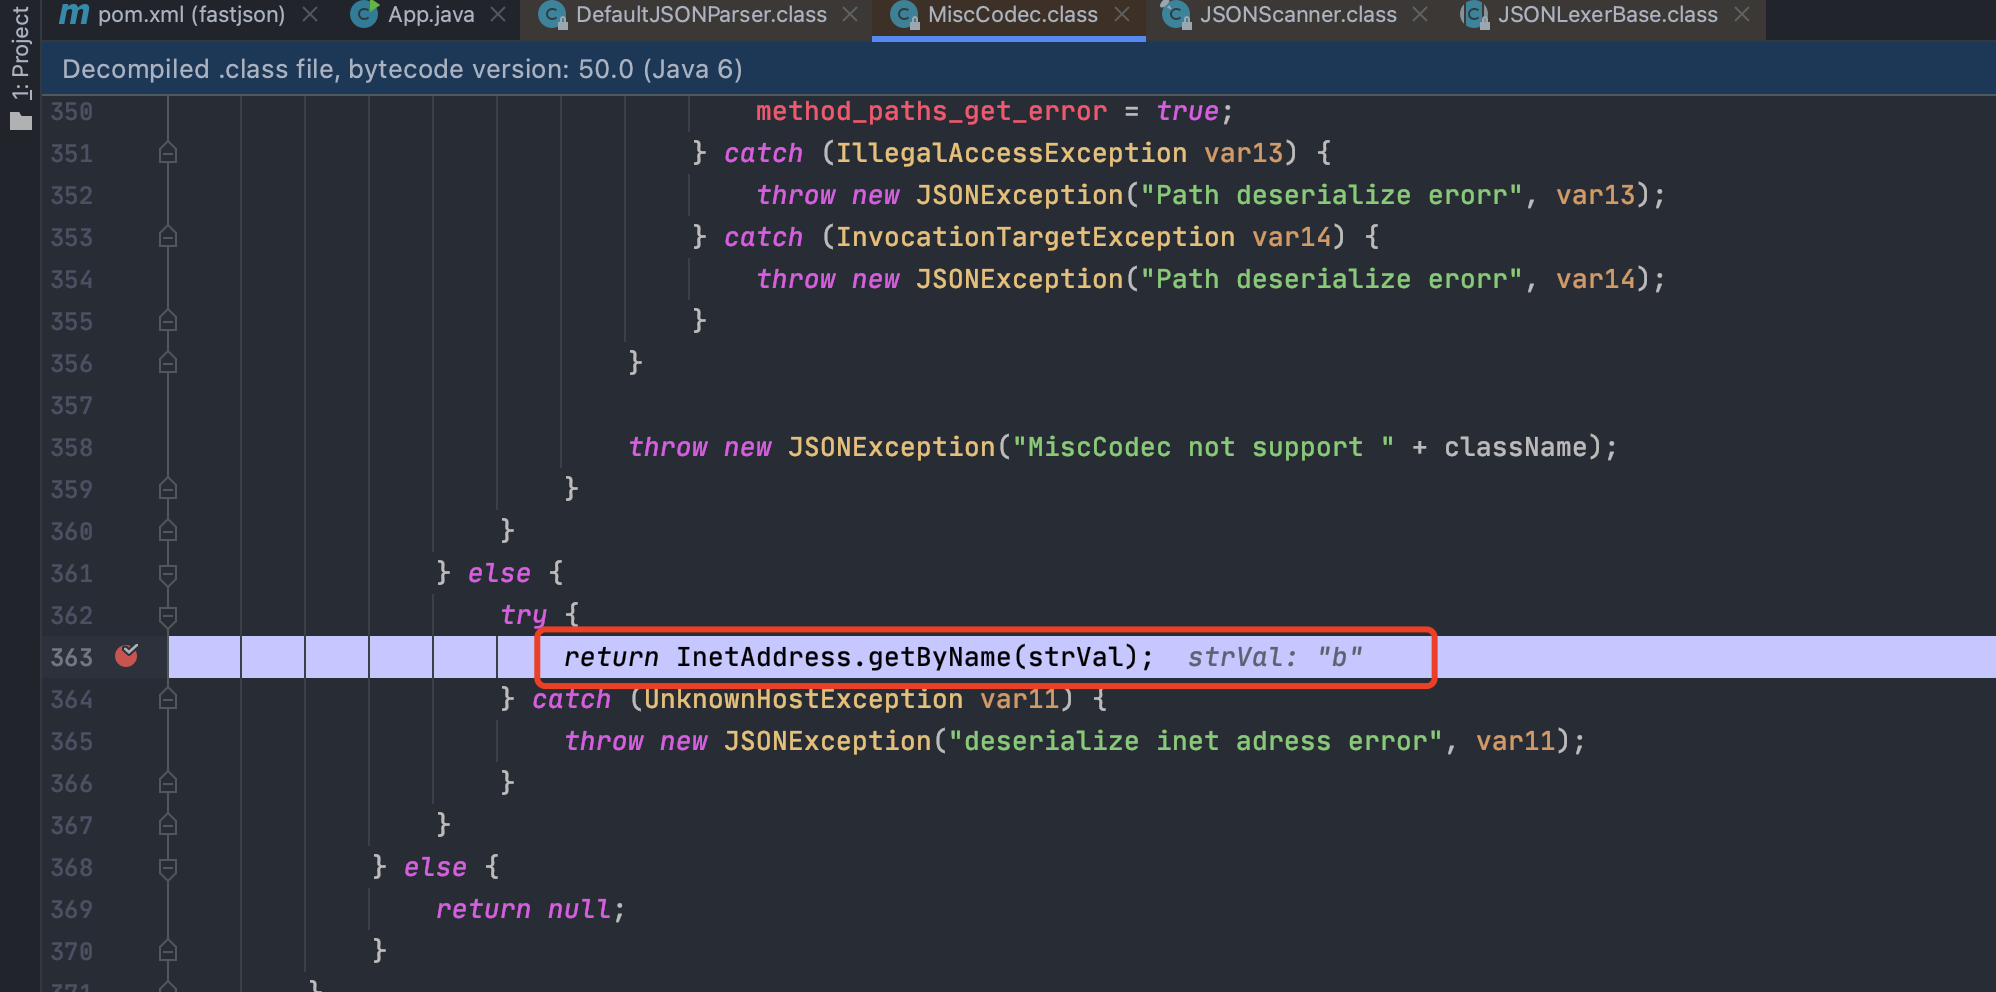 m pom.xml (fastjson) App.java DefaultJSONParser.class MiscCodec.class JSONScanner.class JSONLexerBase.class
1: Project
Decompiled .class file, bytecode version: 50.0 (Java 6)
350 method_paths_get_error = true;
351 } catch (IllegalAccessException var13) {
352 throw new JSONException("Path deserialize erorr", var13);
353 } catch (InvocationTargetException var14) {
354 throw new JSONException("Path deserialize erorr", var14);
355 }
356 }
357
358 throw new JSONException("MiscCodec not support " + className);
359 }
360 }
361 } else {
362 try {
363 return InetAddress.getByName(strVal); strVal: "b"
364 } catch (UnknownHostException var11) {
365 throw new JSONException("deserialize inet adress error", var11);
366 }
367 }
368 } else {
369 return null;
370 }
371 }